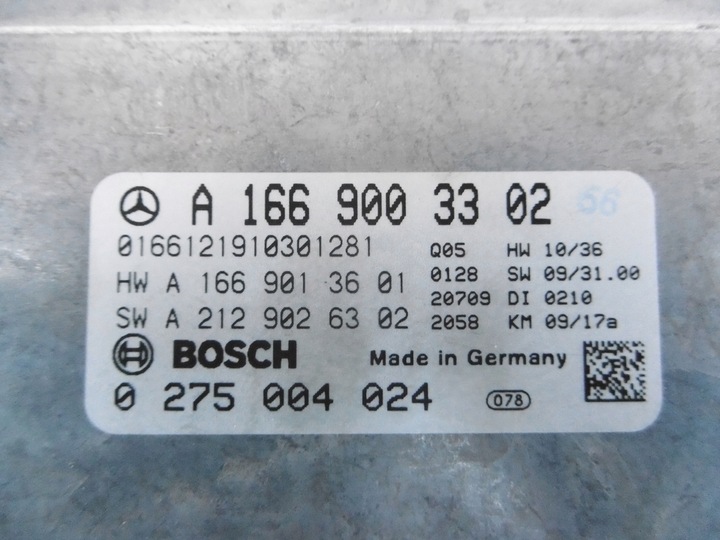 A 166 900 33 02 56
0166121910301281 Q05 HW 10/36
HW A 166 901 36 01 0128 SW 09/31.00
SW A 212 902 63 02 20709 DI 0210
2058 KM 09/17a
BOSCH Made in Germany
0 275 004 024 078